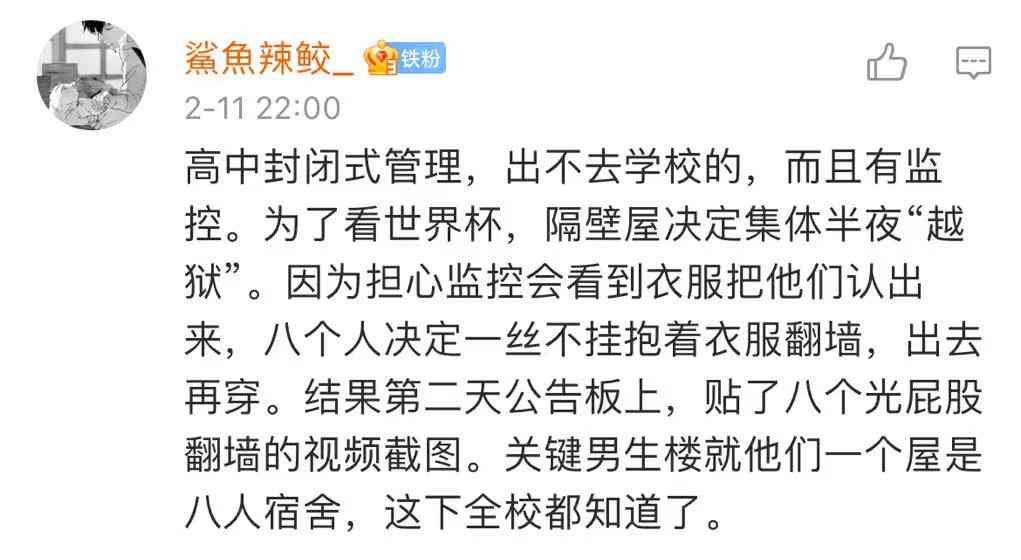 鯊魚辣鲛_ 铁粉
2-11 22:00
高中封闭式管理，出不去学校的，而且有监
控。为了看世界杯，隔壁屋决定集体半夜“越
狱”。因为担心监控会看到衣服把他们认出
来，八个人决定一丝不挂抱着衣服翻墙，出去
再穿。结果第二天公告板上，贴了八个光屁股
翻墙的视频截图。关键男生楼就他们一个屋是
八人宿舍，这下全校都知道了。